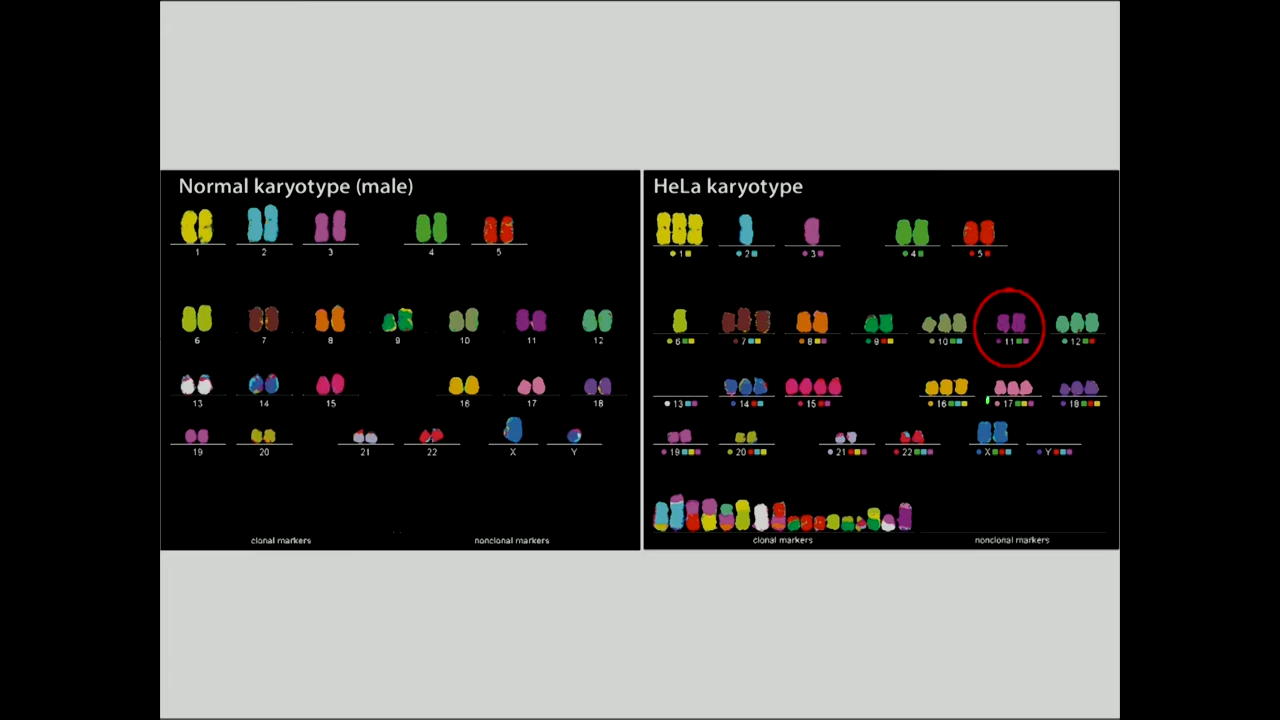 Normal karyotype (male)
1 2 3 4 5
6 7 8 9 10 11 12
13 14 15 16 17 18
19 20 21 22 X Y
clonal markers nonclonal markers
HeLa karyotype
1 2 3 4 5
6 7 8 9 10 11 12
13 14 15 16 17 18
19 20 21 22 X Y
clonal markers nonclonal markers